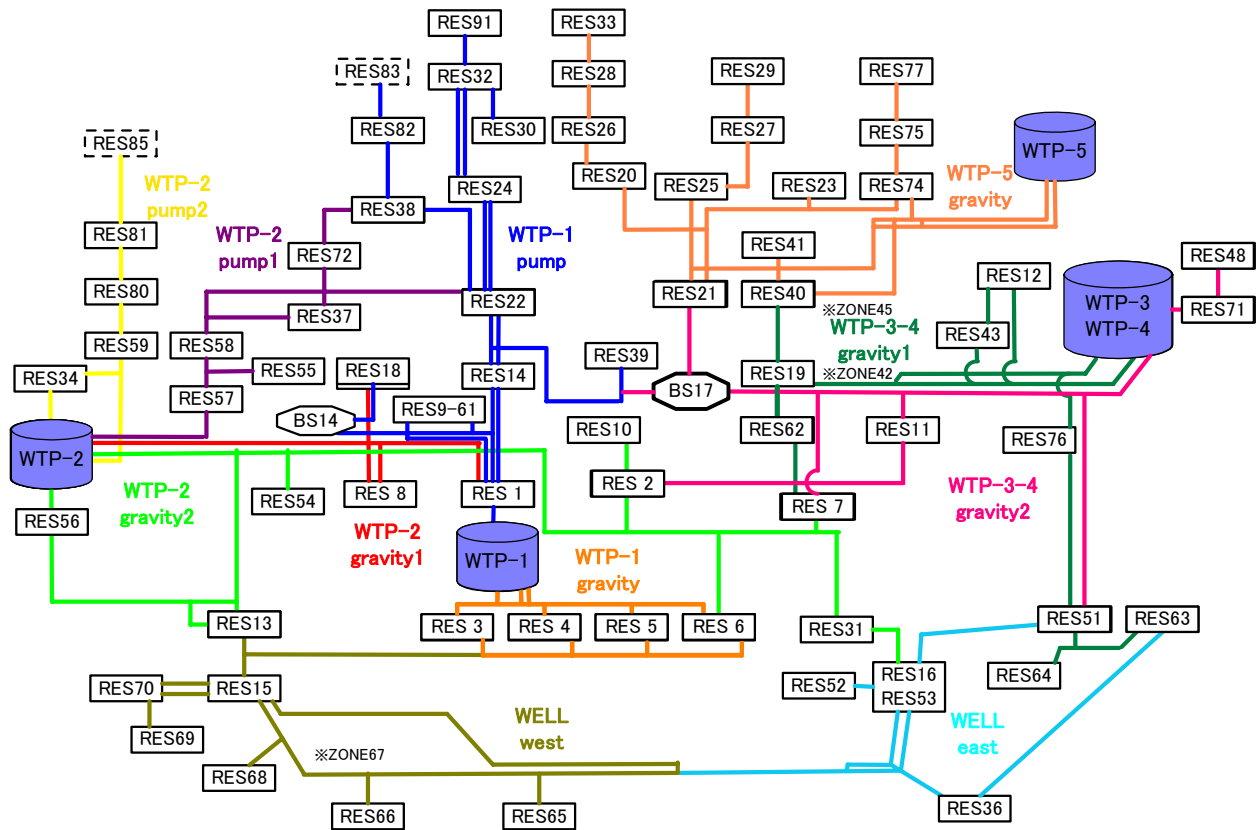 RES91
RES33
RES83
RES32
RES28
RES29
RES77
RES82
RES30
RES26
RES27
RES75
WTP-5
RES85
WTP-2
pump2
RES24
RES20
RES25
RES23
RES74
WTP-5
gravity
RES38
RES81
WTP-2
pump1
RES72
WTP-1
pump
RES41
RES12
RES48
RES80
RES22
RES21
RES40
WTP-3
WTP-4
RES71
RES37
※ZONE45
WTP-3-4
gravity1
RES43
RES59
RES58
RES39
RES34
RES55
RES18
RES14
RES19
※ZONE42
RES57
BS17
BS14
RES9-61
RES10
RES62
RES11
RES76
WTP-2
RES 2
WTP-2
gravity2
RES54
RES 8
RES 1
RES 7
WTP-3-4
gravity2
RES56
WTP-2
gravity1
WTP-1
WTP-1
gravity
RES13
RES 3
RES 4
RES 5
RES 6
RES31
RES51
RES63
RES70
RES15
RES52
RES16
RES53
RES64
RES69
WELL
west
WELL
east
※ZONE67
RES68
RES66
RES65
RES36